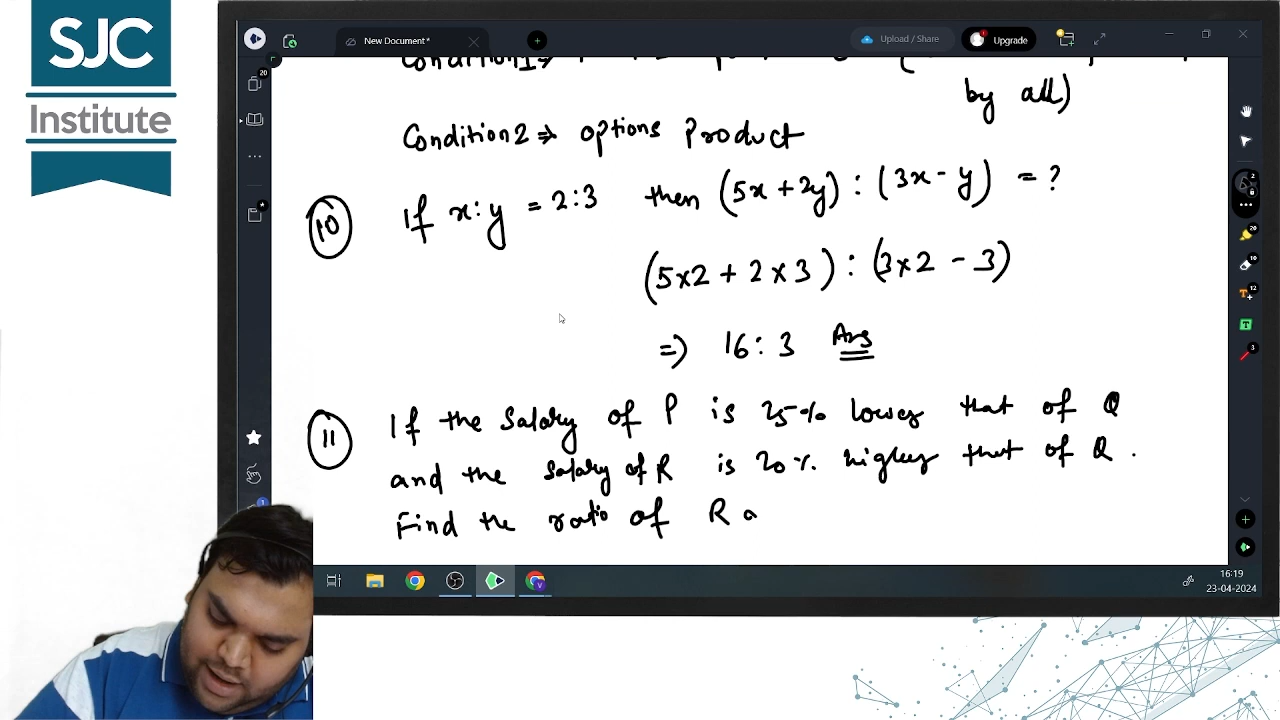 SJC
Institute
New Document*
Upload / Share
Upgrade
by all)
Condition 2 ⇒ options Product
10 If x:y = 2:3 then (5x + 2y) : (3x - y) = ?
(5×2 + 2×3) : (3×2 - 3)
=) 16 : 3 Ans
11 If the salary of P is 25% lower that of Q
and the salary of R is 20% higher that of Q.
Find the ratio of R a
16:19
23-04-2024